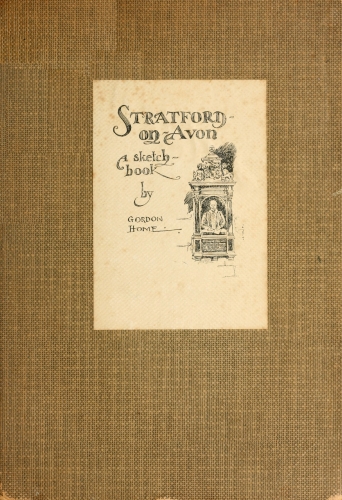 STRATFORD-
on AVON
A sketch-
book
by
GORDON
HOME